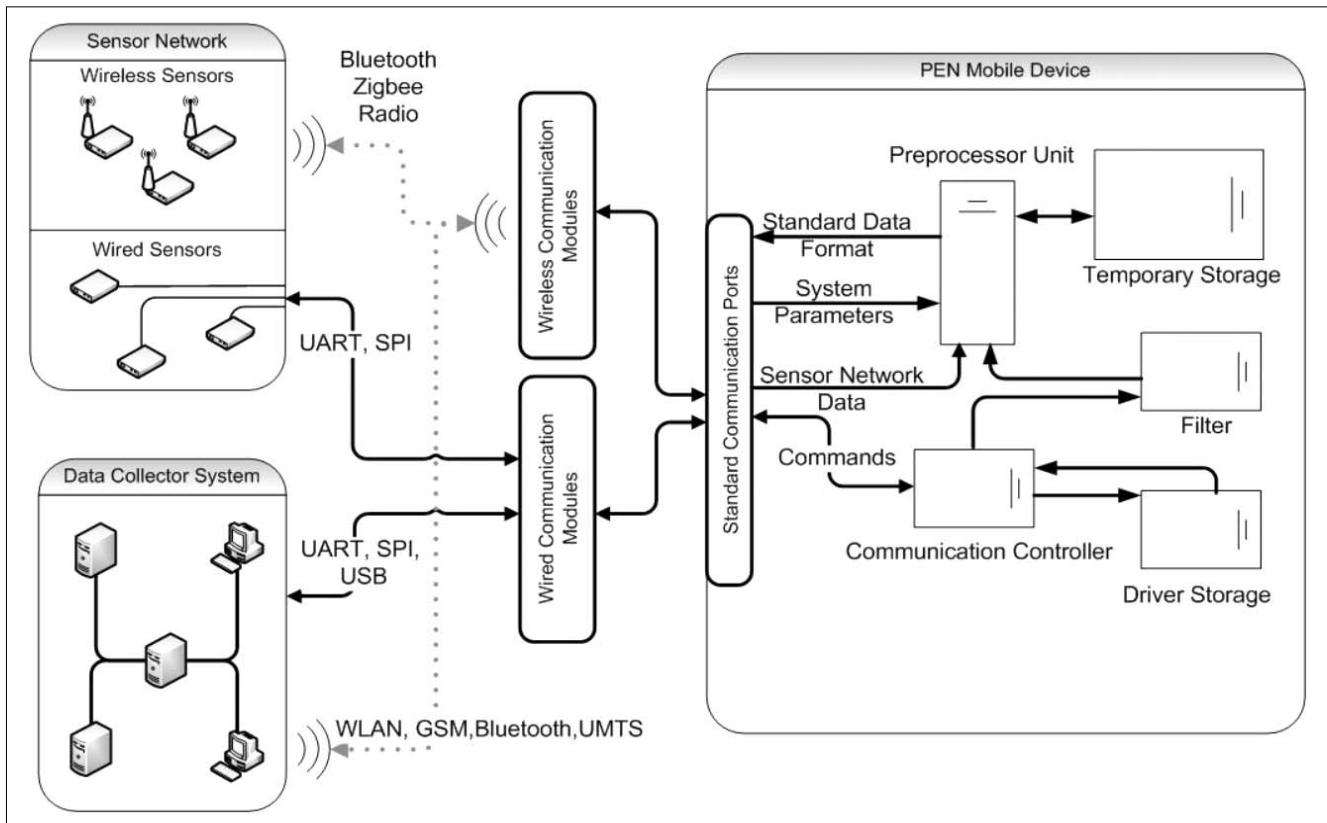 Sensor Network
Wireless Sensors
Wired Sensors
Bluetooth
Zigbee
Radio
UART, SPI
Data Collector System
UART, SPI,
USB
WLAN, GSM,Bluetooth,UMTS
Wireless Communication
Modules
Wired Communication
Modules
PEN Mobile Device
Standard Communication Ports
Preprocessor Unit
Standard Data
Format
System
Parameters
Sensor Network
Data
Commands
Temporary Storage
Filter
Communication Controller
Driver Storage